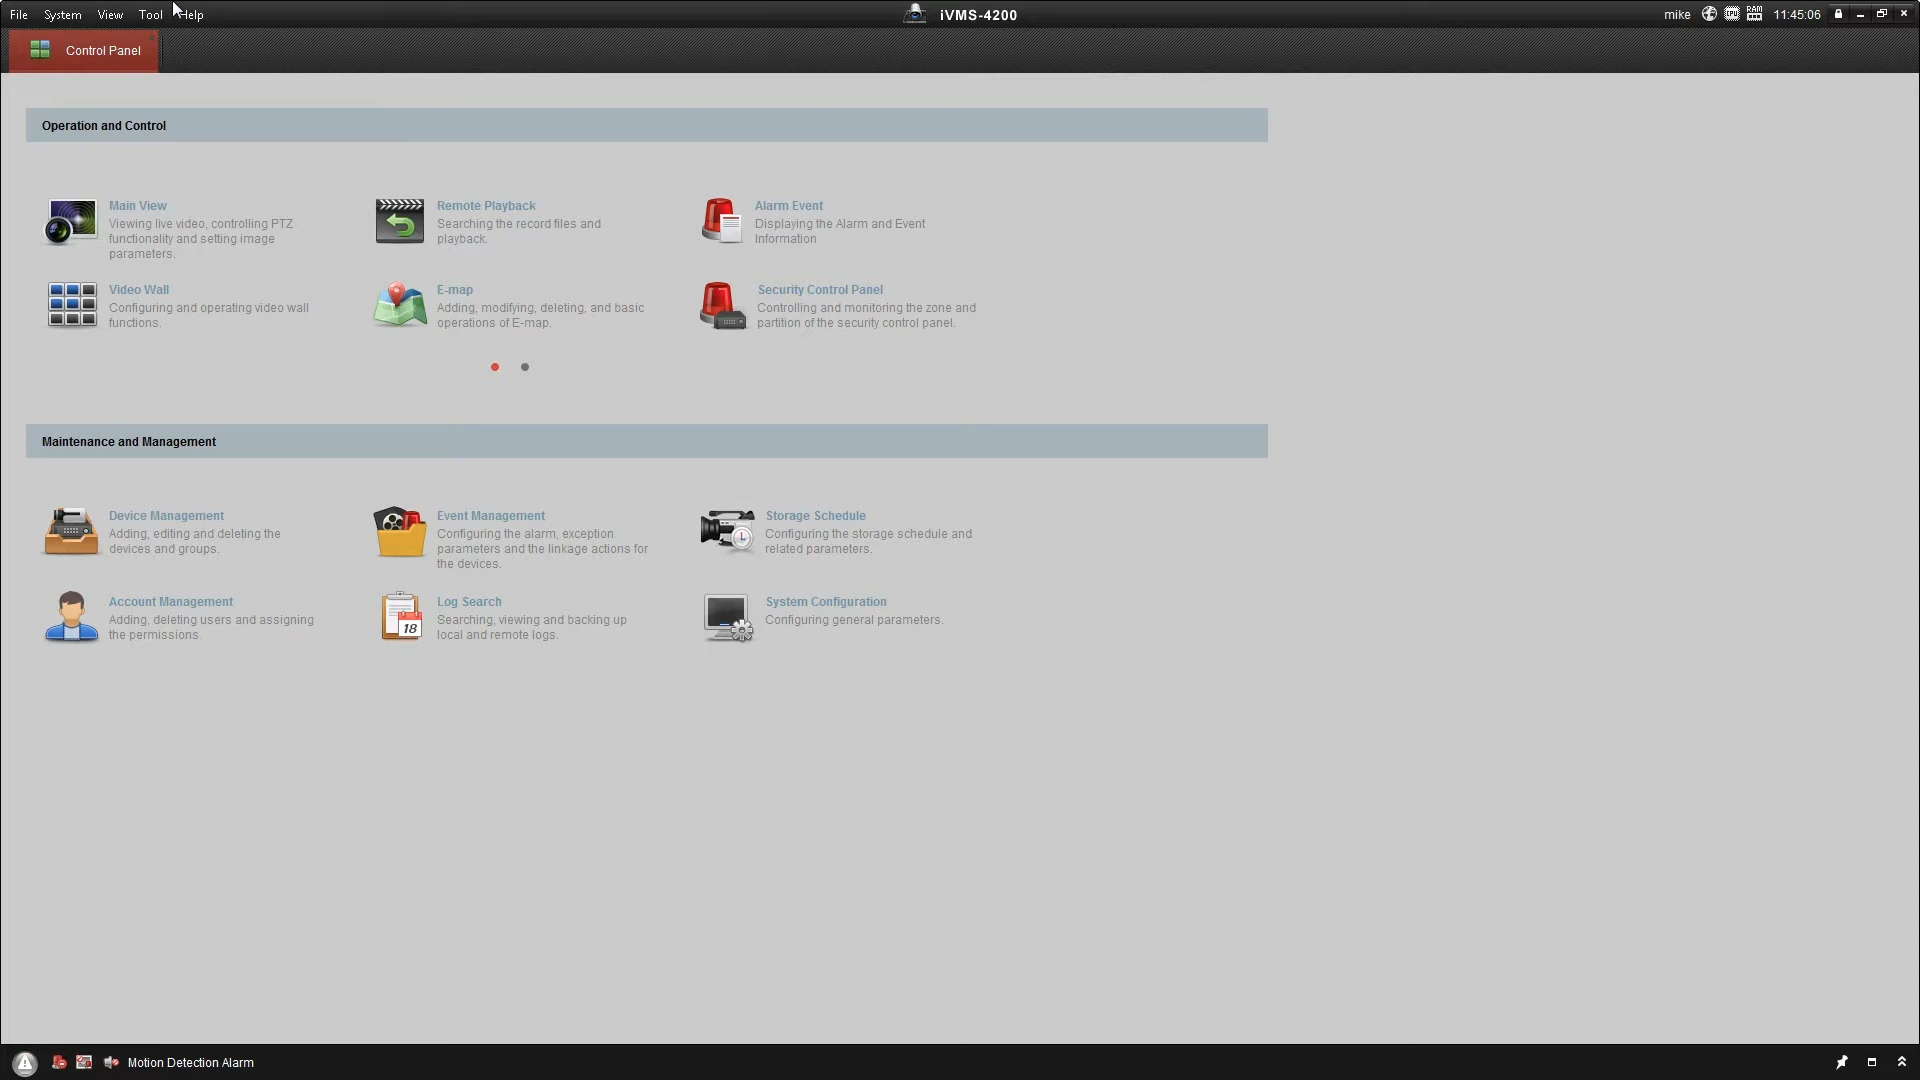 File System View Tool Help
iVMS-4200
mike 11:45:06
Control Panel
Operation and Control
Main View
Viewing live video, controlling PTZ
functionality and setting image
parameters.
Remote Playback
Searching the record files and
playback.
Alarm Event
Displaying the Alarm and Event
Information
Video Wall
Configuring and operating video wall
functions.
E-map
Adding, modifying, deleting, and basic
operations of E-map.
Security Control Panel
Controlling and monitoring the zone and
partition of the security control panel.
Maintenance and Management
Device Management
Adding, editing and deleting the
devices and groups.
Event Management
Configuring the alarm, exception
parameters and the linkage actions for
the devices.
Storage Schedule
Configuring the storage schedule and
related parameters.
Account Management
Adding, deleting users and assigning
the permissions.
18
Log Search
Searching, viewing and backing up
local and remote logs.
System Configuration
Configuring general parameters.
Motion Detection Alarm